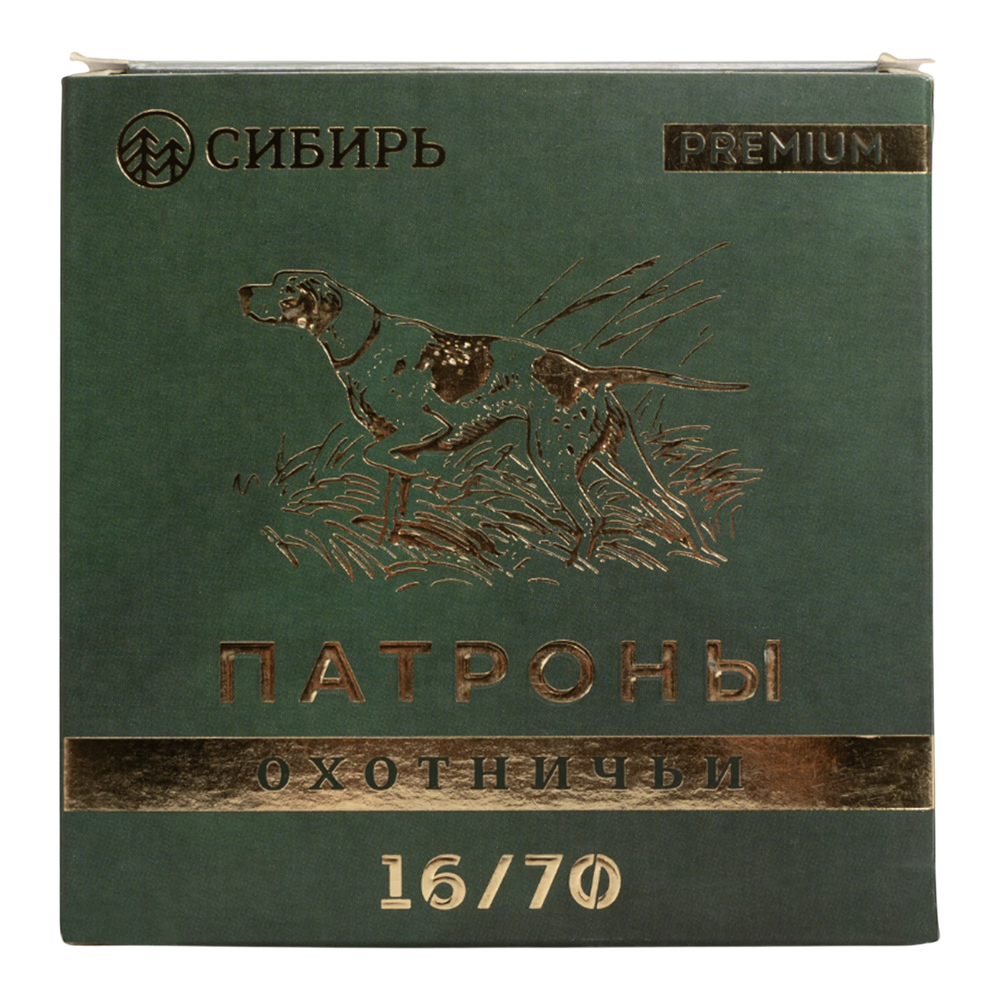 СИБИРЬ
PREMIUM
ПАТРОНЫ
ОХОТНИЧЬИ
16/70